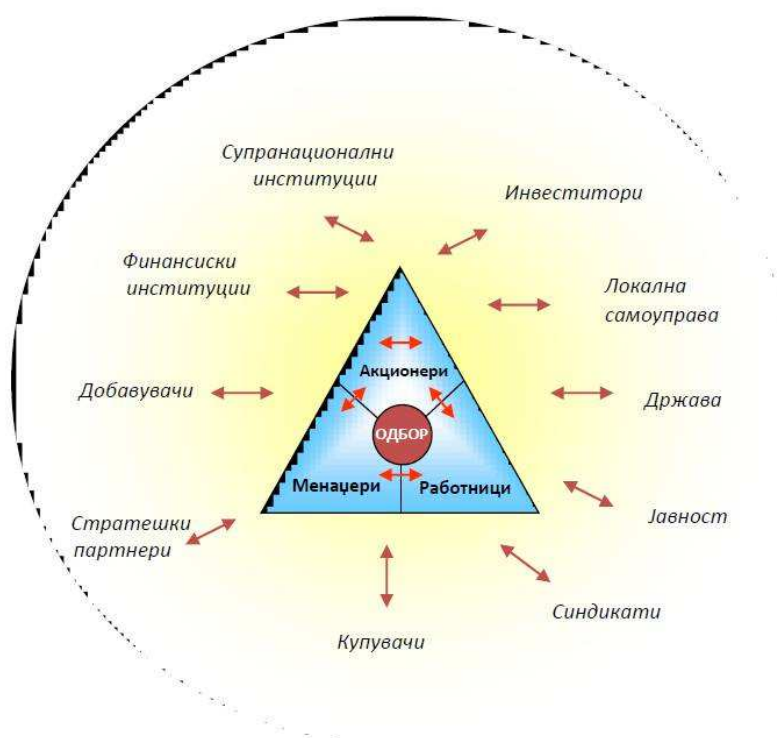 Супранационални
институции
Инвеститори
Финансиски
институции
Локална
самоуправа
Акционери
Добавувачи
Држава
ОДБОР
Менаџери
Работници
Стратешки
партнери
Јавност
Синдикати
Купувачи